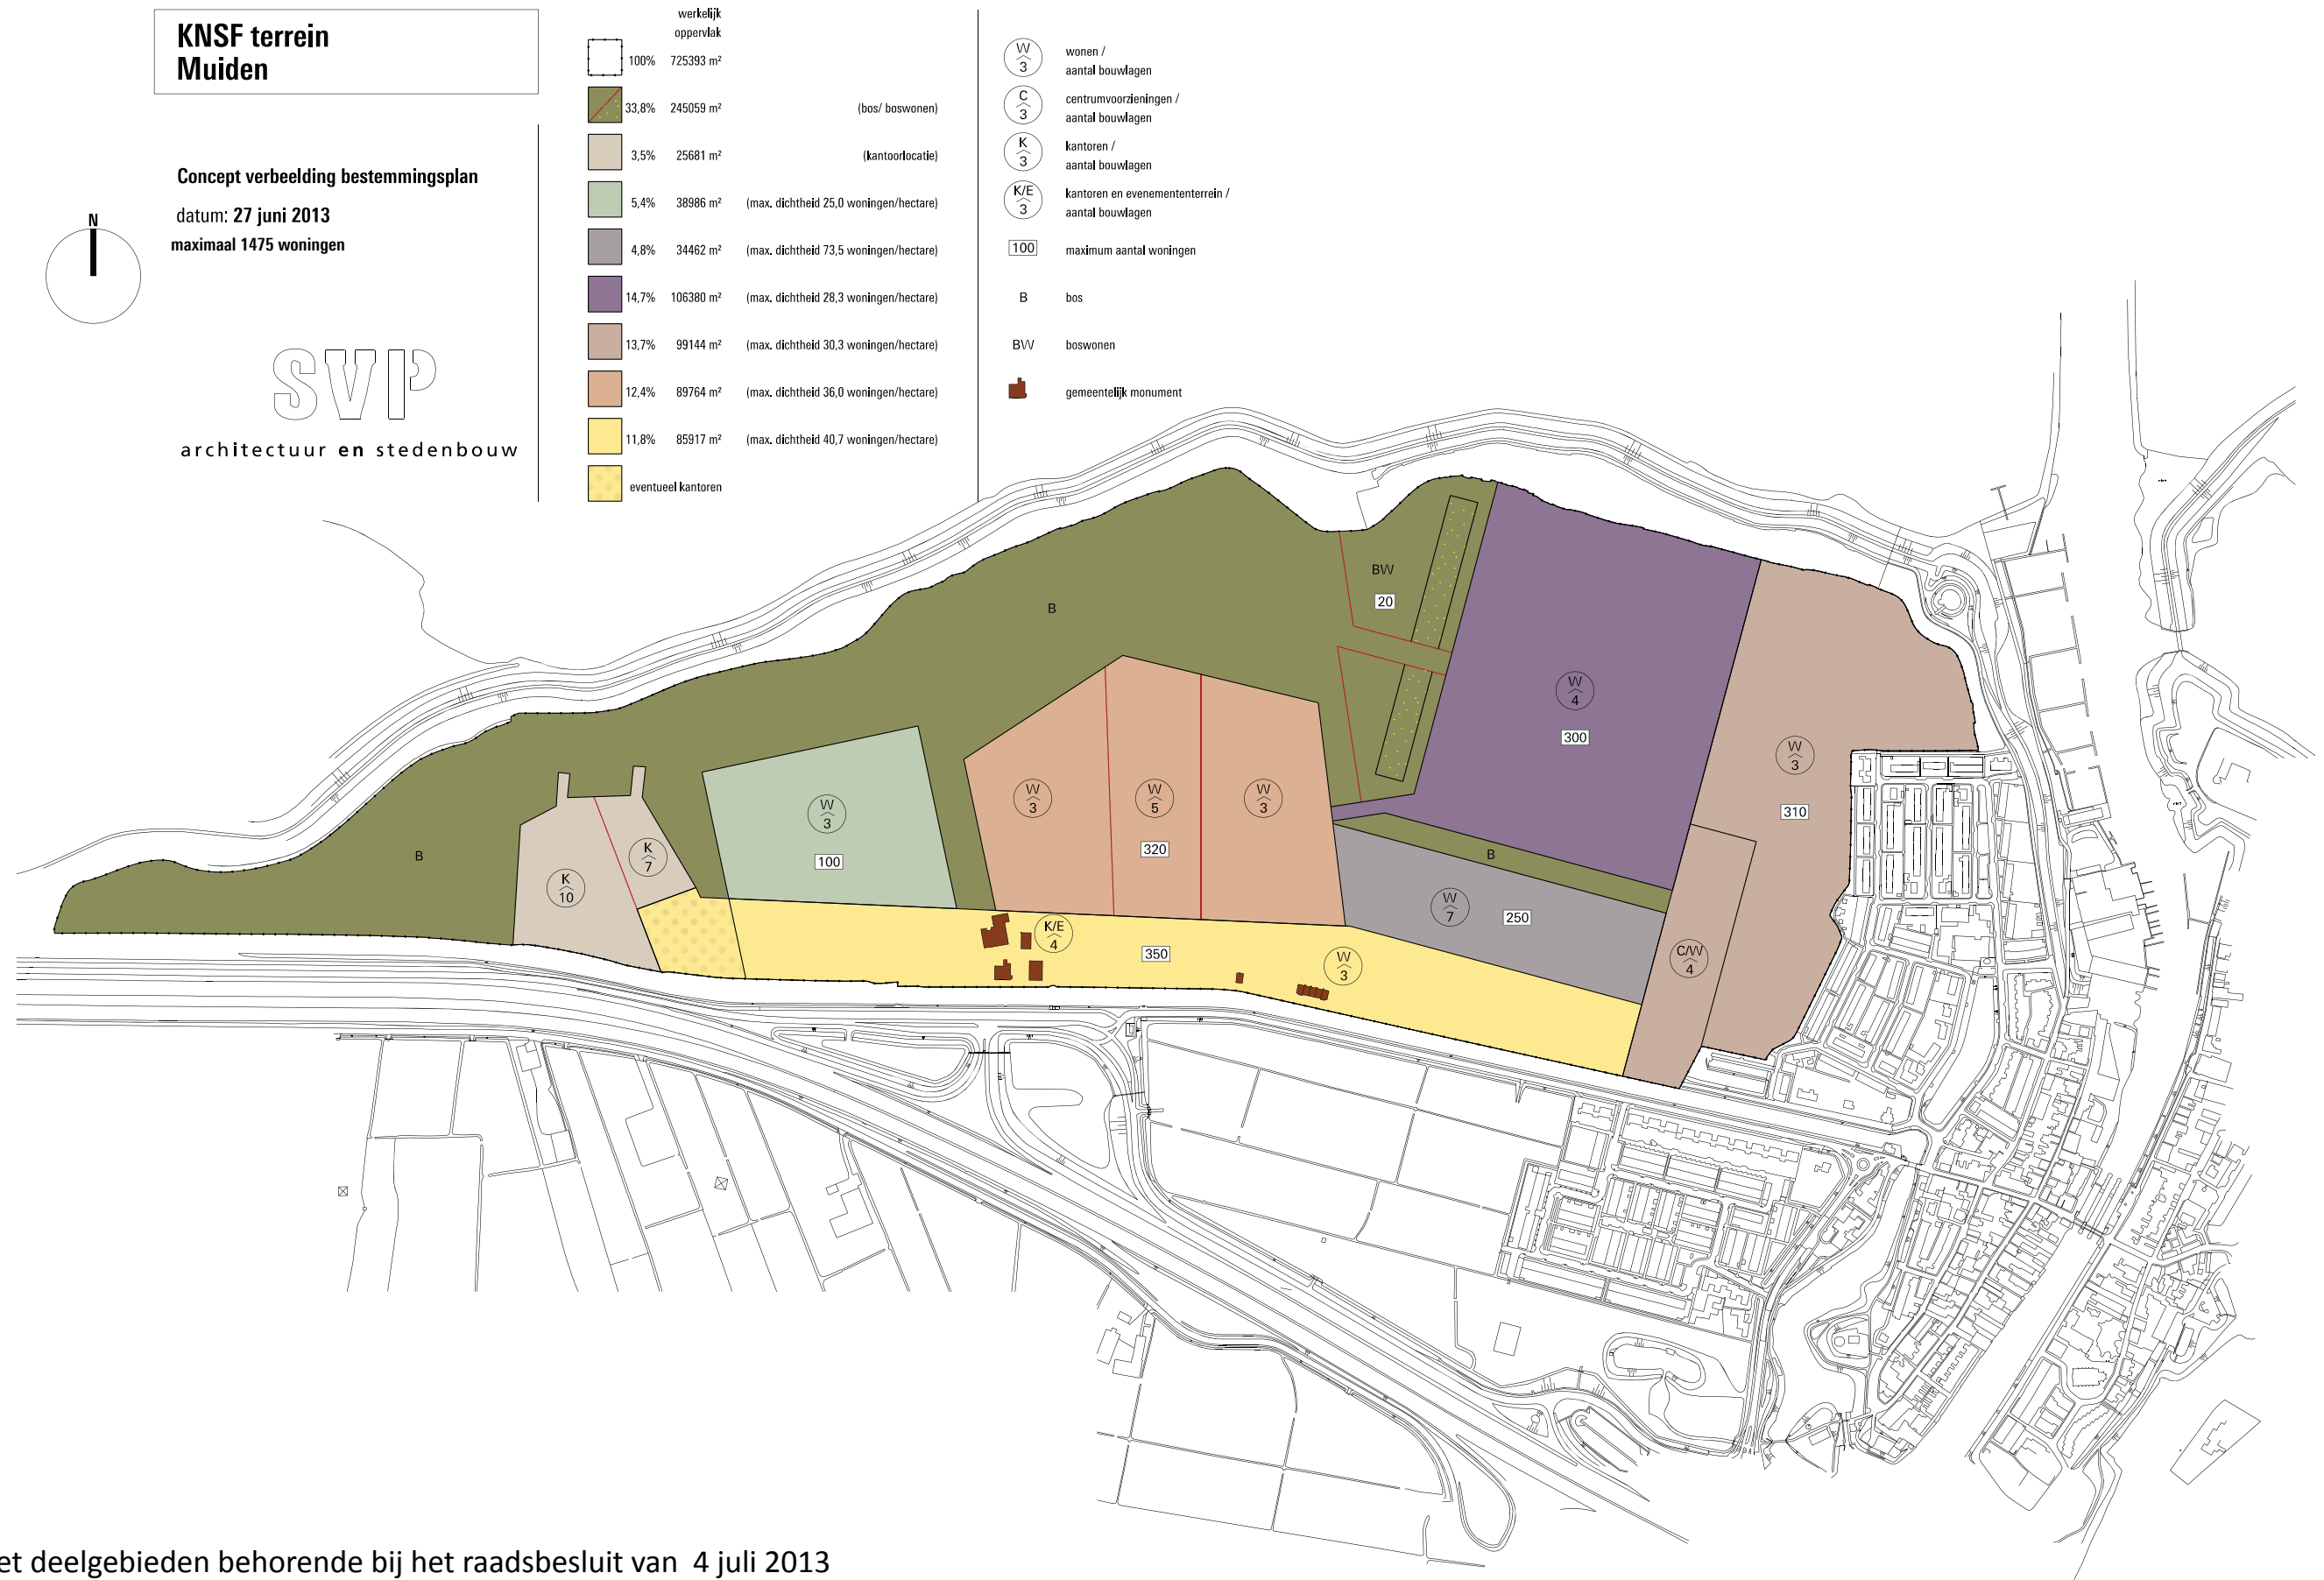 KNSF terrein
Muiden
Concept verbeelding bestemmingsplan
datum: 27 juni 2013
maximaal 1475 woningen
N
SVP
architectuur en stedenbouw
werkelijk
oppervlak
100% 725393 m²
33,8% 245059 m² (bos/ boswonen)
3,5% 25681 m² (kantoorlocatie)
5,4% 38986 m² (max. dichtheid 25,0 woningen/hectare)
4,8% 34462 m² (max. dichtheid 73,5 woningen/hectare)
14,7% 106380 m² (max. dichtheid 28,3 woningen/hectare)
13,7% 99144 m² (max. dichtheid 30,3 woningen/hectare)
12,4% 89764 m² (max. dichtheid 36,0 woningen/hectare)
11,8% 85917 m² (max. dichtheid 40,7 woningen/hectare)
eventueel kantoren
W
3
wonen /
aantal bouwlagen
C
3
centrumvoorzieningen /
aantal bouwlagen
K
3
kantoren /
aantal bouwlagen
K/E
3
kantoren en evenemententerrein /
aantal bouwlagen
100 maximum aantal woningen
B bos
BW boswonen
gemeentelijk monument
B
BW
20
W
4
300
W
3
310
B
K
10
K
7
W
3
100
W
3
W
5
320
W
3
B
W
7
250
C/W
4
K/E
4
350
W
3
et deelgebieden behorende bij het raadsbesluit van 4 juli 2013